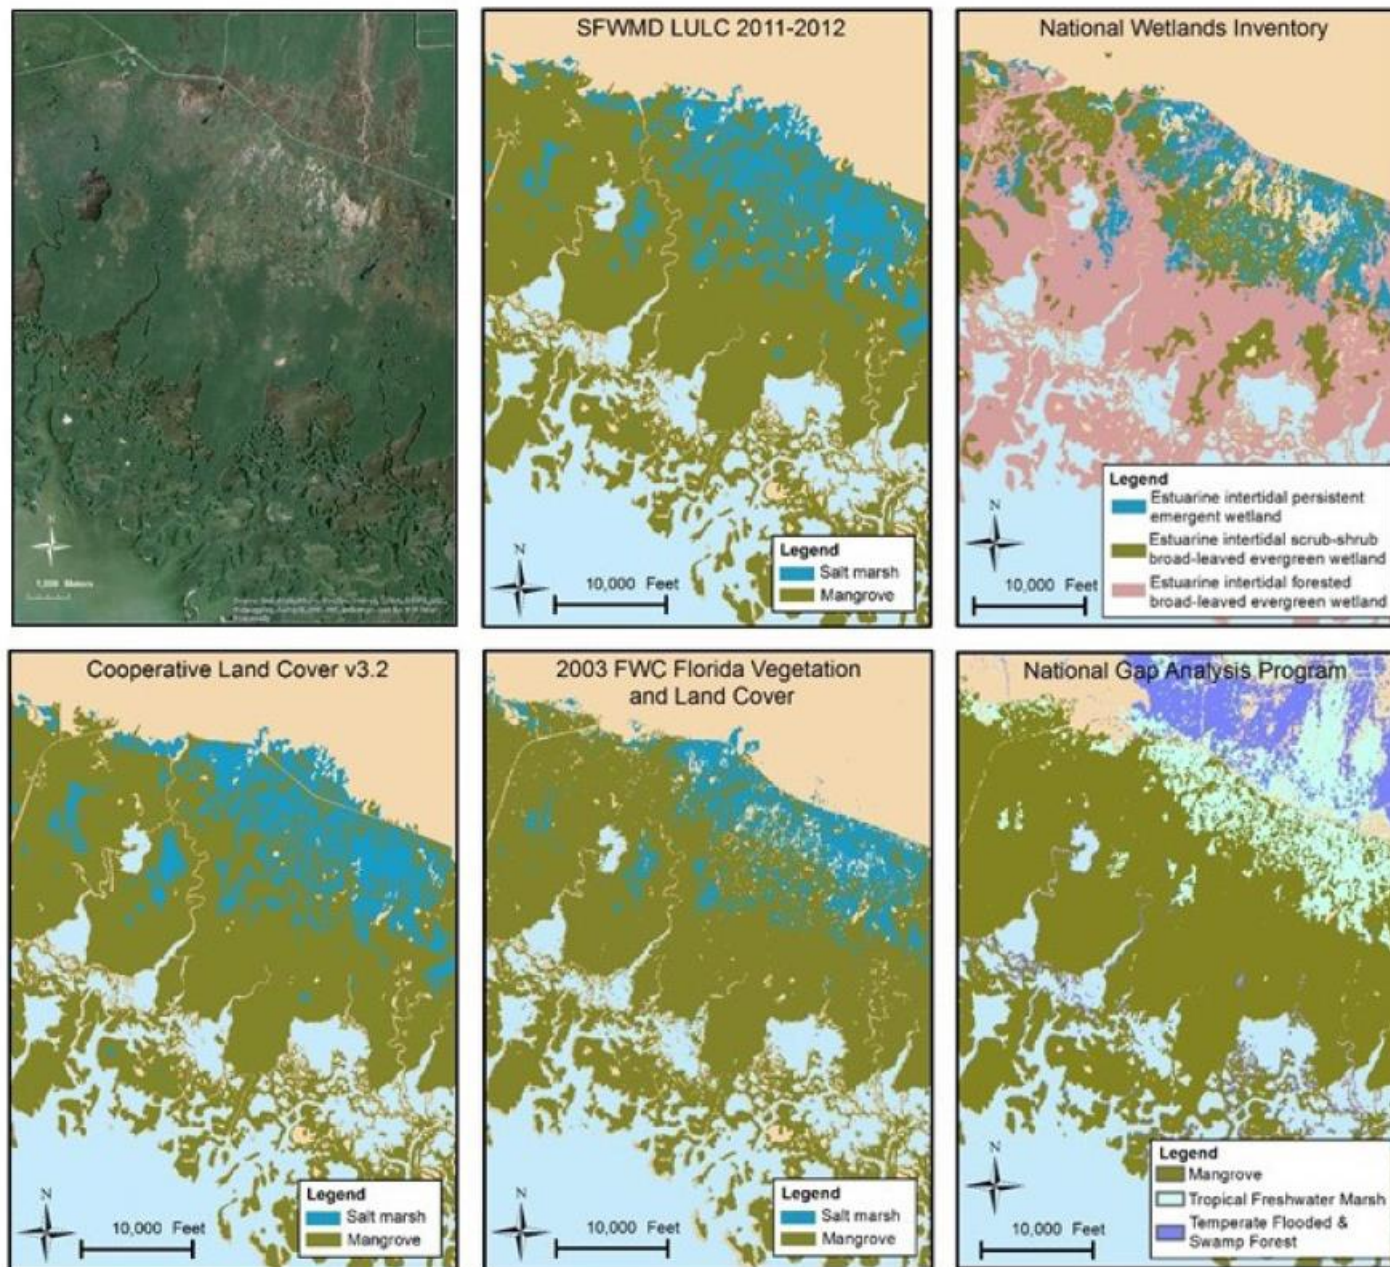 N
1,000 Meters
SFWMD LULC 2011-2012
N
10,000 Feet
Legend
Salt marsh
Mangrove
National Wetlands Inventory
N
10,000 Feet
Legend
Estuarine intertidal persistent
emergent wetland
Estuarine intertidal scrub-shrub
broad-leaved evergreen wetland
Estuarine intertidal forested
broad-leaved evergreen wetland
Cooperative Land Cover v3.2
N
10,000 Feet
Legend
Salt marsh
Mangrove
2003 FWC Florida Vegetation
and Land Cover
N
10,000 Feet
Legend
Salt marsh
Mangrove
National Gap Analysis Program
N
10,000 Feet
Legend
Mangrove
Tropical Freshwater Marsh
Temperate Flooded &
Swamp Forest